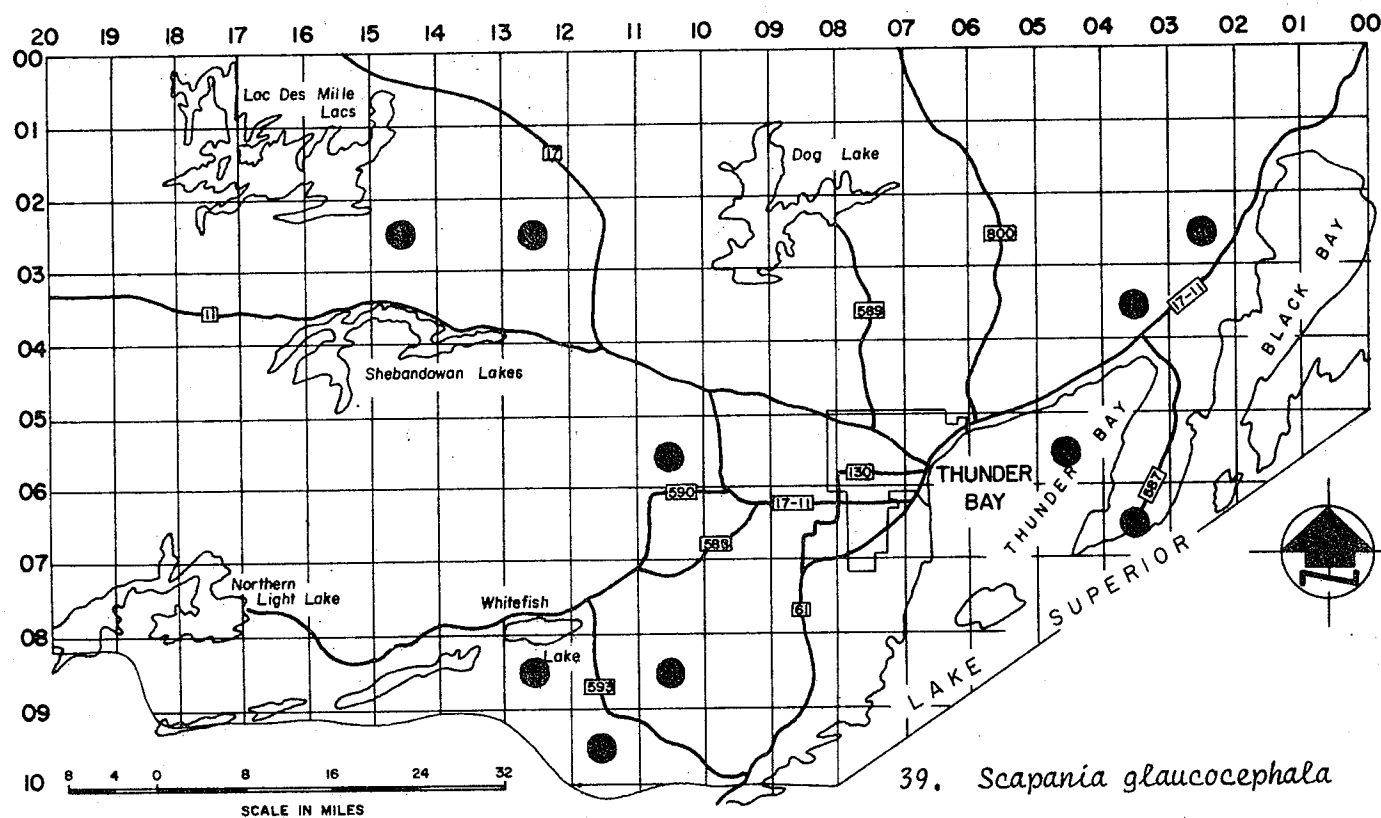 20 19 18 17 16 15 14 13 12 11 10 09 08 07 06 05 04 03 02 01 00
00
01
02
03
04
05
06
07
08
09
10
Lac Des Mille
Lacs
17
Dog Lake
800
589
17-11
BLACK BAY
11
Shebandowan Lakes
THUNDER BAY
130
THUNDER
BAY
590
17-11
588
587
Northern
Light Lake
Whitefish
Lake
61
593
LAKE SUPERIOR
N
8 4 0 8 16 24 32
SCALE IN MILES
39. Scapania glaucocephala